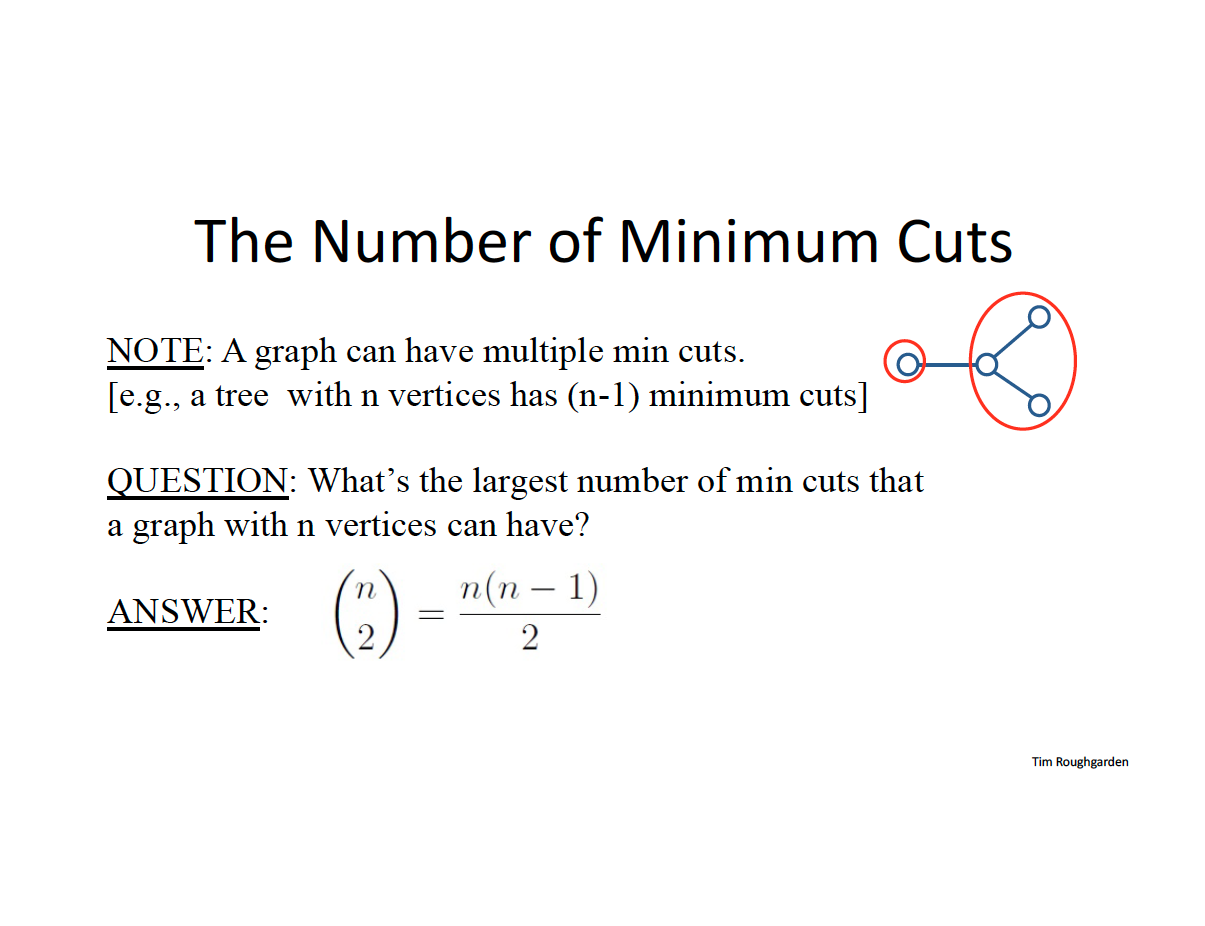 The Number of Minimum Cuts
NOTE: A graph can have multiple min cuts.
[e.g., a tree with n vertices has (n-1) minimum cuts]
QUESTION: What’s the largest number of min cuts that
a graph with n vertices can have?
ANSWER: \binom{n}{2} = \frac{n(n-1)}{2}
Tim Roughgarden